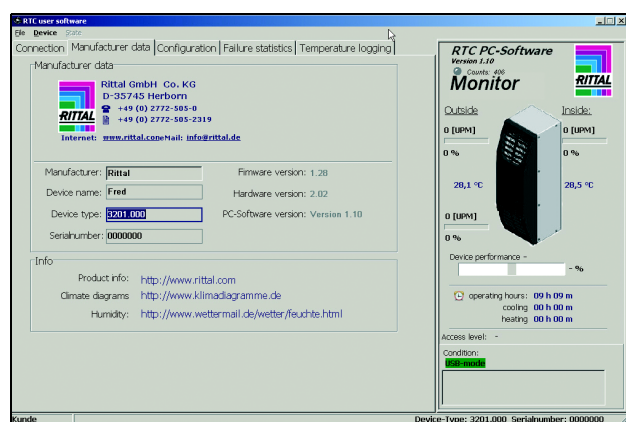 RTC user software
File Device State
Connection Manufacturer data Configuration Failure statistics Temperature logging
Manufacturer data
RITTAL
Rittal GmbH Co. KG
D-35745 Herborn
+49 (0) 2772-505-0
+49 (0) 2772-505-2319
Internet: www.rittal.comeMail: info@rittal.de
Manufacturer: Rittal Firmware version: 1.28
Device name: Fred Hardware version: 2.02
Device type: 3201.000 PC-Software version: Version 1.10
Serialnumber: 0000000
Info
Product info: http://www.rittal.com
Climate diagrams http://www.klimadiagramme.de
Humidity: http://www.wettermail.de/wetter/feuchte.html
RTC PC-Software
Version 1.10
Counts: 406
Monitor
RITTAL
Outside Inside:
0 [UPM] 0 [UPM]
0 % 0 %
28,1 °C 28,5 °C
0 [UPM]
0 %
Device performance -
- %
operating hours: 09 h 09 m
cooling 00 h 00 m
heating 00 h 00 m
Access level: -
Condition:
USB-mode
Kunde Device-Type: 3201.000 Serialnumber: 0000000